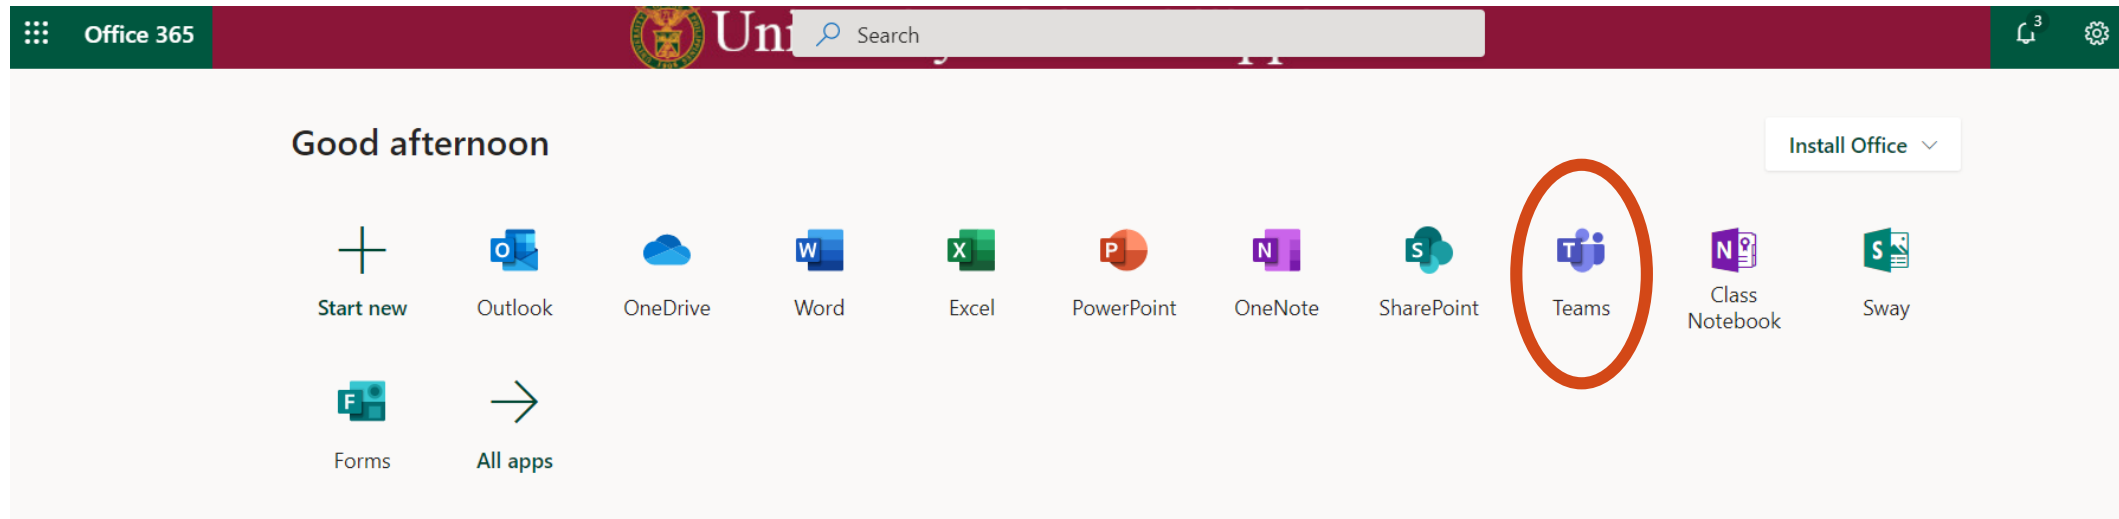 Office 365
Search
3
Good afternoon
Install Office
Start new
Outlook
OneDrive
Word
Excel
PowerPoint
OneNote
SharePoint
Teams
Class
Notebook
Sway
Forms
All apps